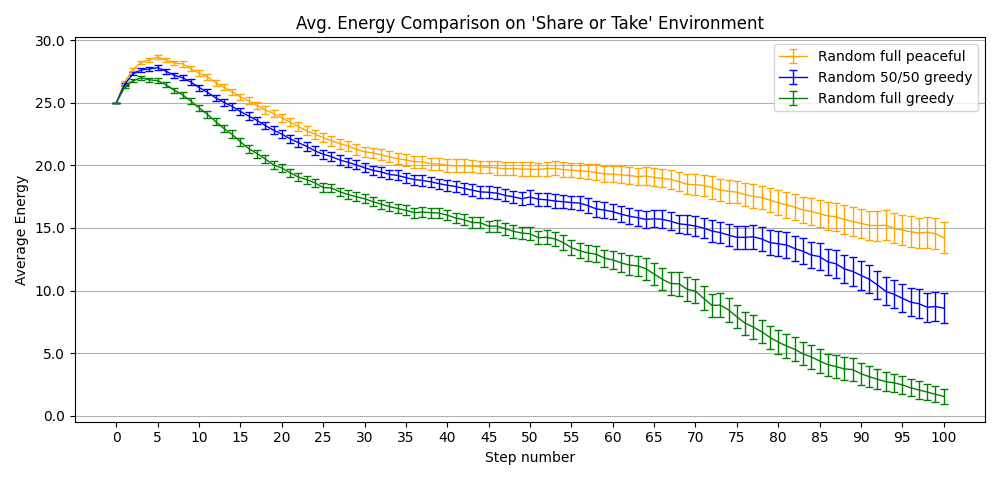 Avg. Energy Comparison on 'Share or Take' Environment
Random full peaceful
Random 50/50 greedy
Random full greedy
Average Energy
30.0
25.0
20.0
15.0
10.0
5.0
0.0
0 5 10 15 20 25 30 35 40 45 50 55 60 65 70 75 80 85 90 95 100
Step number